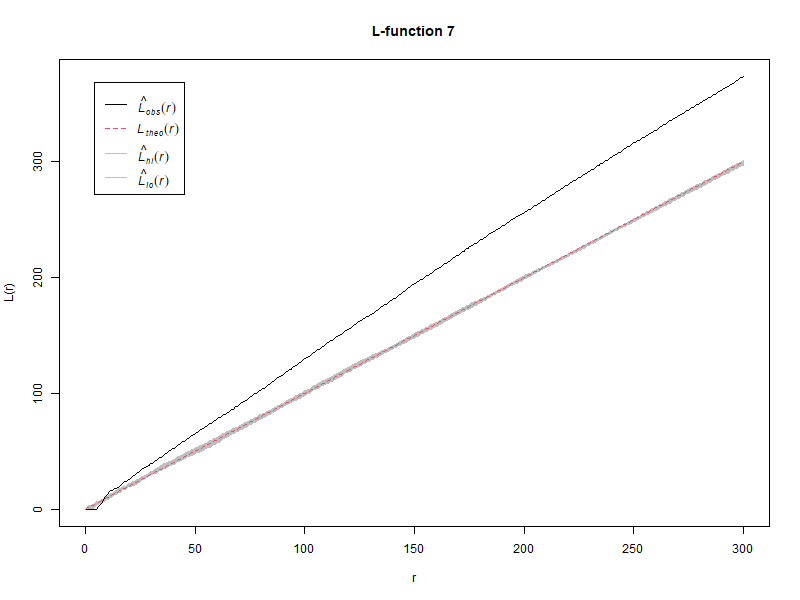 L-function 7
L̂obs(r)
Ltheo(r)
L̂hi(r)
L̂lo(r)
L(r)
300
200
100
0
0 50 100 150 200 250 300
r